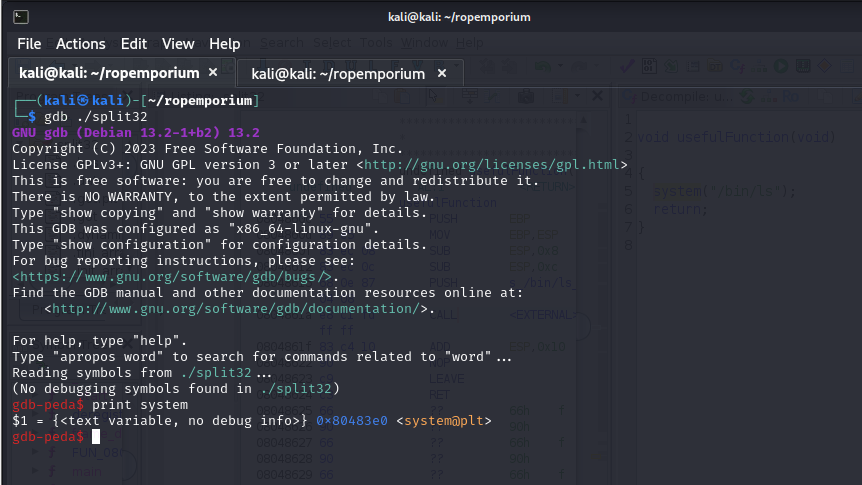 kali@kali: ~/ropemporium
File Actions Edit View Help
kali@kali: ~/ropemporium × kali@kali: ~/ropemporium ×
┌──(kali㉿kali)-[~/ropemporium]
└─$ gdb ./split32
GNU gdb (Debian 13.2-1+b2) 13.2
Copyright (C) 2023 Free Software Foundation, Inc.
License GPLv3+: GNU GPL version 3 or later <http://gnu.org/licenses/gpl.html>
This is free software: you are free to change and redistribute it.
There is NO WARRANTY, to the extent permitted by law.
Type "show copying" and "show warranty" for details.
This GDB was configured as "x86_64-linux-gnu".
Type "show configuration" for configuration details.
For bug reporting instructions, please see:
<https://www.gnu.org/software/gdb/bugs/>.
Find the GDB manual and other documentation resources online at:
<http://www.gnu.org/software/gdb/documentation/>.
For help, type "help".
Type "apropos word" to search for commands related to "word"...
Reading symbols from ./split32...
(No debugging symbols found in ./split32)
gdb-peda$ print system
$1 = {<text variable, no debug info>} 0x80483e0 <system@plt>
gdb-peda$
void usefulFunction(void)
{
system("/bin/ls");
return;
}